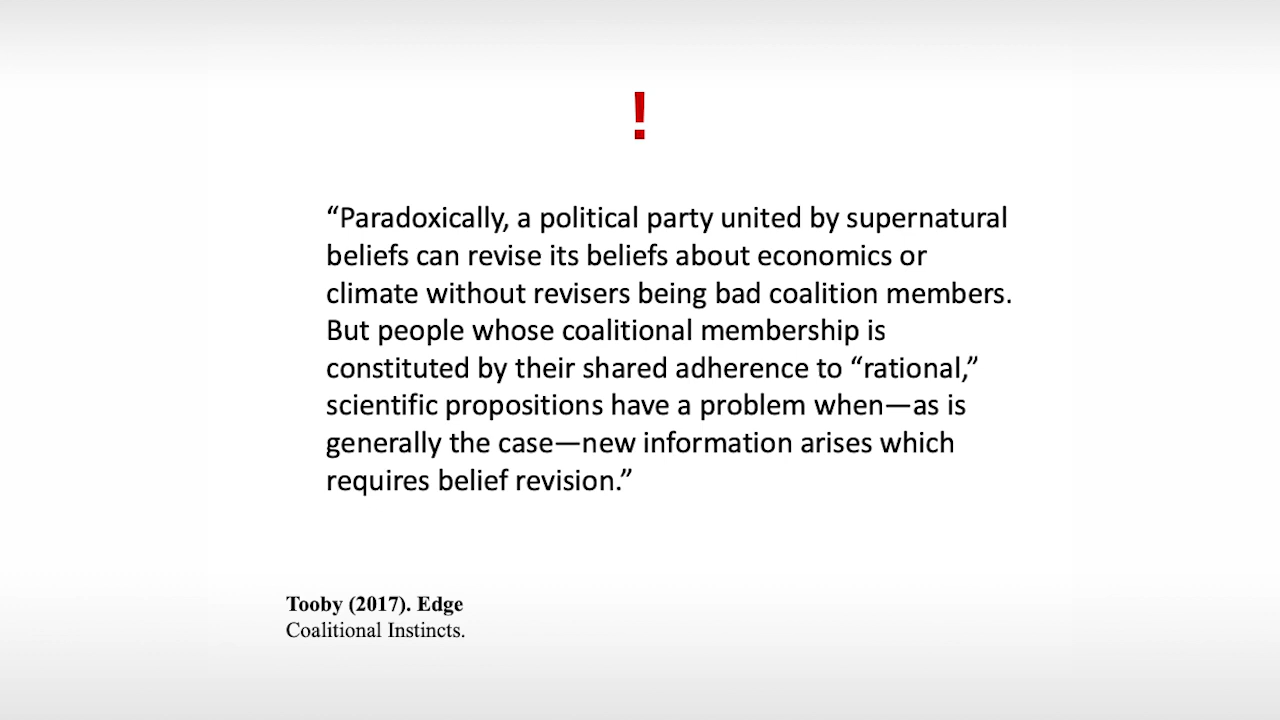 !
“Paradoxically, a political party united by supernatural
beliefs can revise its beliefs about economics or
climate without revisers being bad coalition members.
But people whose coalitional membership is
constituted by their shared adherence to “rational,”
scientific propositions have a problem when—as is
generally the case—new information arises which
requires belief revision.”
Tooby (2017). Edge
Coalitional Instincts.